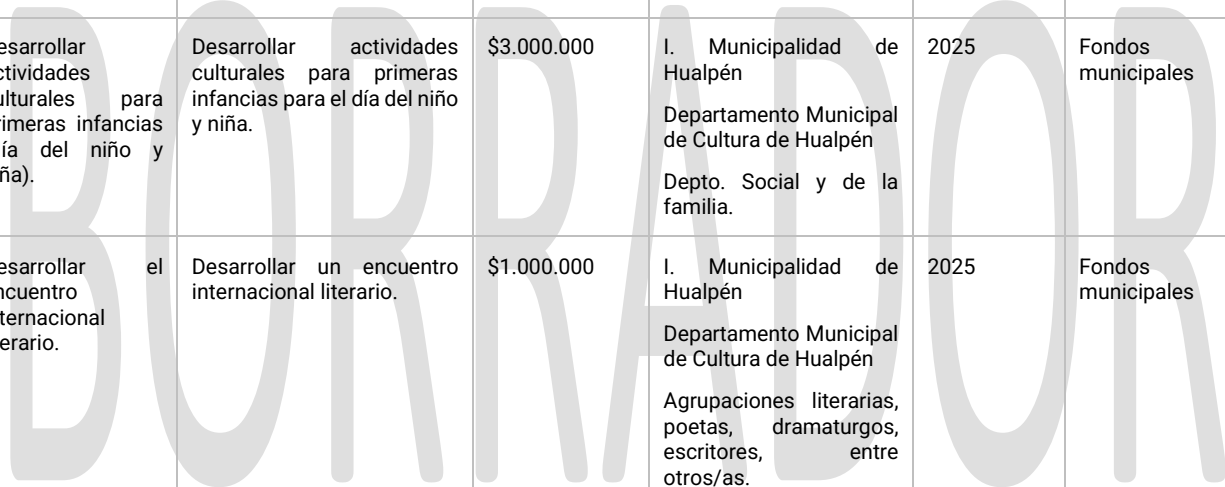 BORRADOR
esarrollar
ctividades
ulturales para
rimeras infancias
ía del niño y
ña).
Desarrollar actividades
culturales para primeras
infancias para el día del niño
y niña.
$3.000.000
I. Municipalidad de
Hualpén
Departamento Municipal
de Cultura de Hualpén
Depto. Social y de la
familia.
2025
Fondos
municipales
esarrollar el
ncuentro
ternacional
erario.
Desarrollar un encuentro
internacional literario.
$1.000.000
I. Municipalidad de
Hualpén
Departamento Municipal
de Cultura de Hualpén
Agrupaciones literarias,
poetas, dramaturgos,
escritores, entre
otros/as.
2025
Fondos
municipales